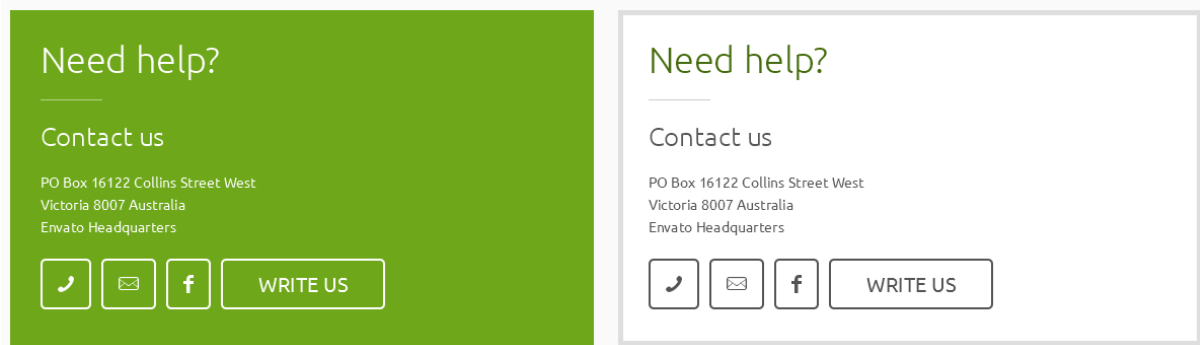 Need help?
Contact us
PO Box 16122 Collins Street West
Victoria 8007 Australia
Envato Headquarters
WRITE US
Need help?
Contact us
PO Box 16122 Collins Street West
Victoria 8007 Australia
Envato Headquarters
WRITE US